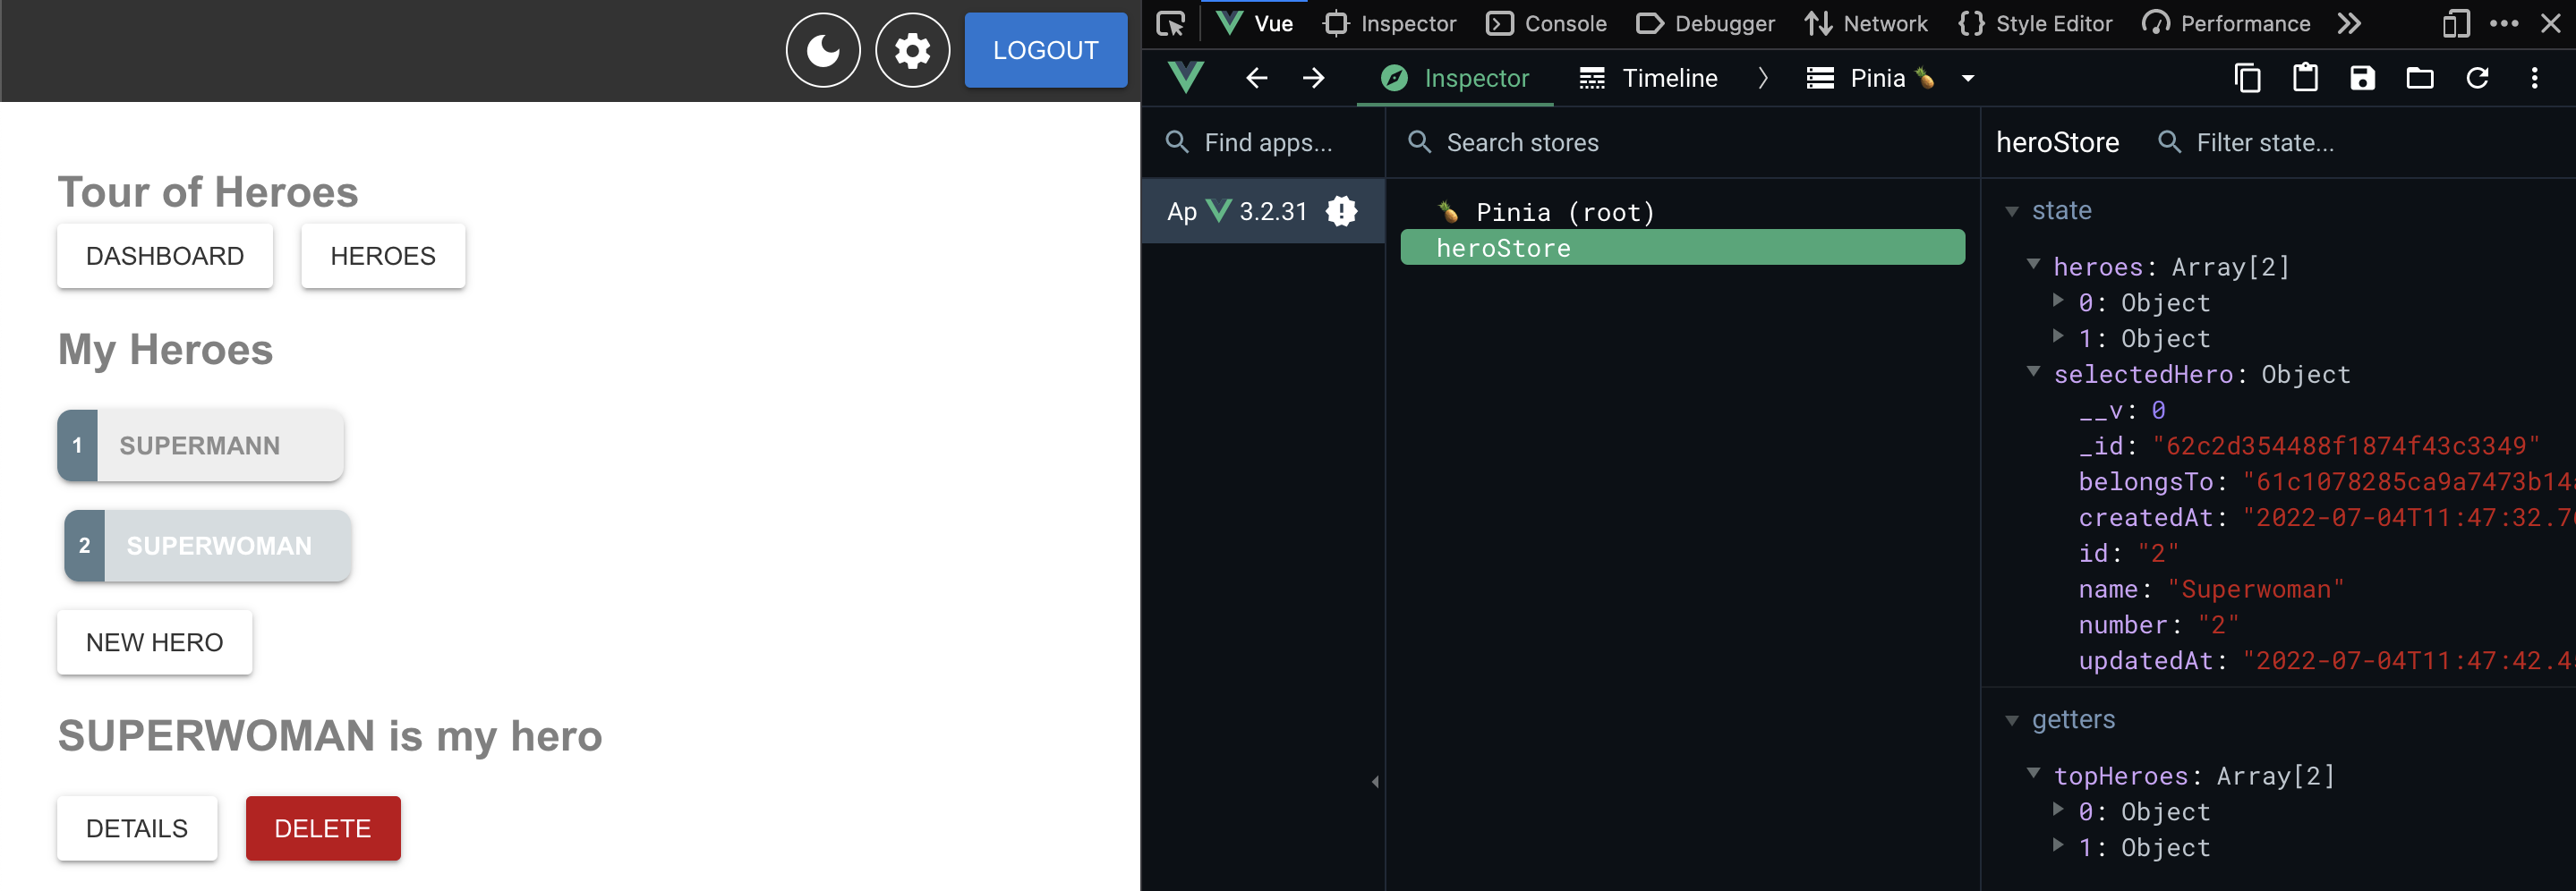 LOGOUT
Tour of Heroes
DASHBOARD HEROES
My Heroes
1 SUPERMANN
2 SUPERWOMAN
NEW HERO
SUPERWOMAN is my hero
DETAILS DELETE
Vue Inspector Console Debugger Network Style Editor Performance
Inspector Timeline Pinia
Find apps...
Ap 3.2.31
Search stores
Pinia (root)
heroStore
heroStore Filter state...
state
heroes: Array[2]
0: Object
1: Object
selectedHero: Object
__v: 0
_id: "62c2d354488f1874f43c3349"
belongsTo: "61c1078285ca9a7473b14
createdAt: "2022-07-04T11:47:32.7
id: "2"
name: "Superwoman"
number: "2"
updatedAt: "2022-07-04T11:47:42.4
getters
topHeroes: Array[2]
0: Object
1: Object